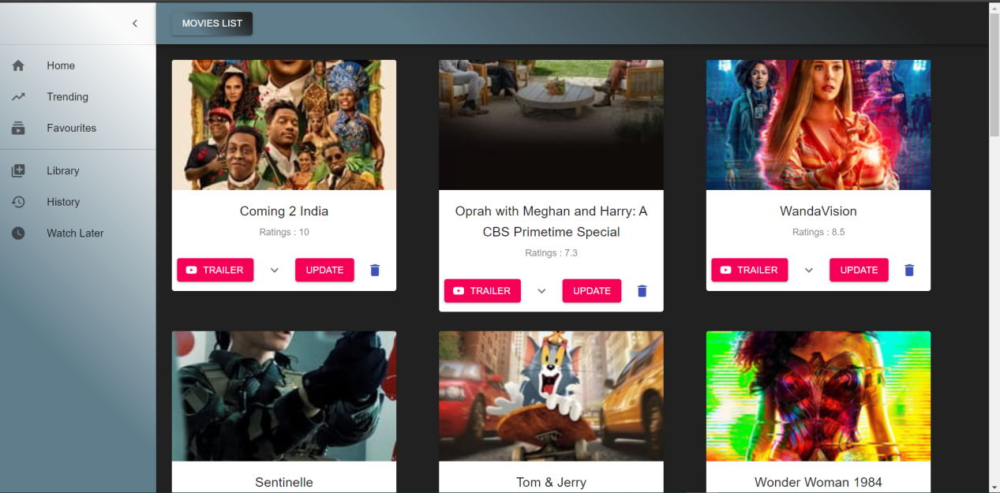 MOVIES LIST
Home
Trending
Favourites
Library
History
Watch Later
Coming 2 India
Ratings : 10
TRAILER
UPDATE
Oprah with Meghan and Harry: A
CBS Primetime Special
Ratings : 7.3
TRAILER
UPDATE
WandaVision
Ratings : 8.5
TRAILER
UPDATE
Sentinelle
Tom & Jerry
Wonder Woman 1984